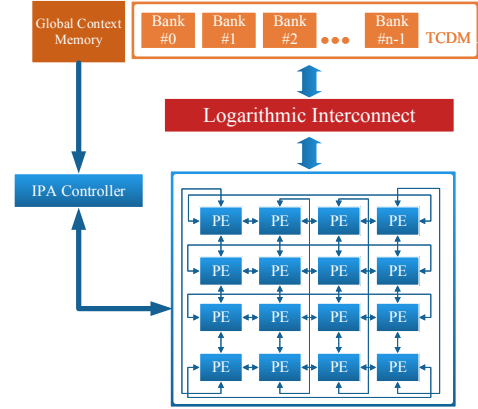 Global Context
Memory
Bank
#0
Bank
#1
Bank
#2
Bank
#n-1
TCDM
Logarithmic Interconnect
IPA Controller
PE PE PE PE
PE PE PE PE
PE PE PE PE
PE PE PE PE